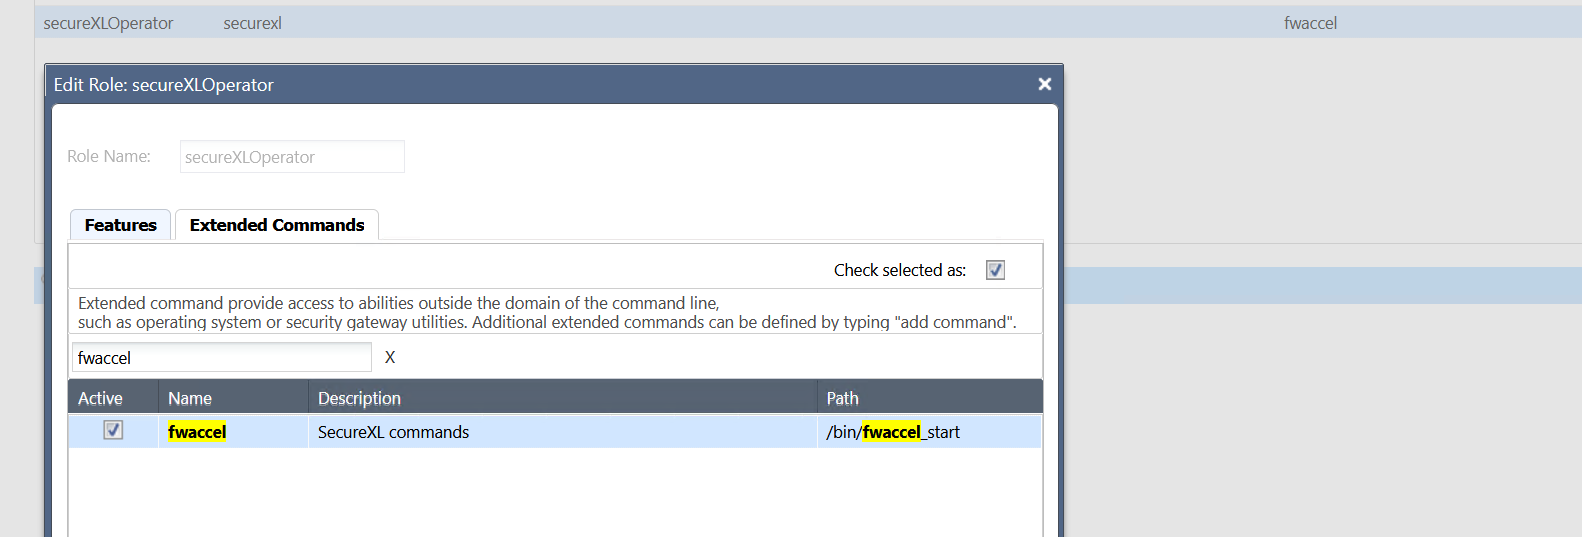 secureXLOperator securexl fwaccel
Edit Role: secureXLOperator
Role Name: secureXLOperator
Features Extended Commands
Check selected as:
Extended command provide access to abilities outside the domain of the command line,
such as operating system or security gateway utilities. Additional extended commands can be defined by typing "add command".
fwaccel X
Active Name Description Path
fwaccel SecureXL commands /bin/fwaccel_start